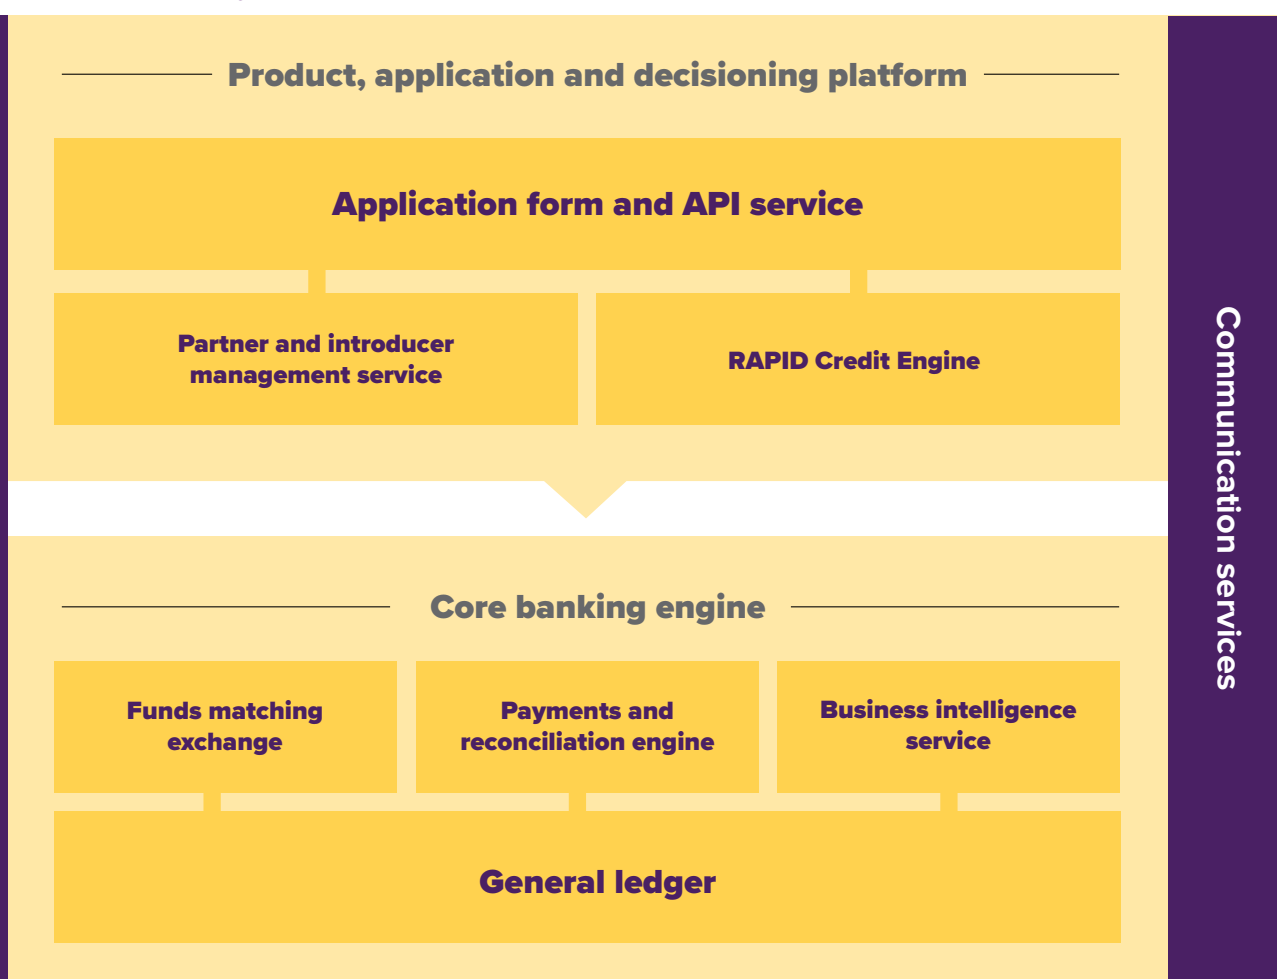 Product, application and decisioning platform
Application form and API service
Partner and introducer
management service
RAPID Credit Engine
Core banking engine
Funds matching
exchange
Payments and
reconciliation engine
Business intelligence
service
General ledger
Communication services